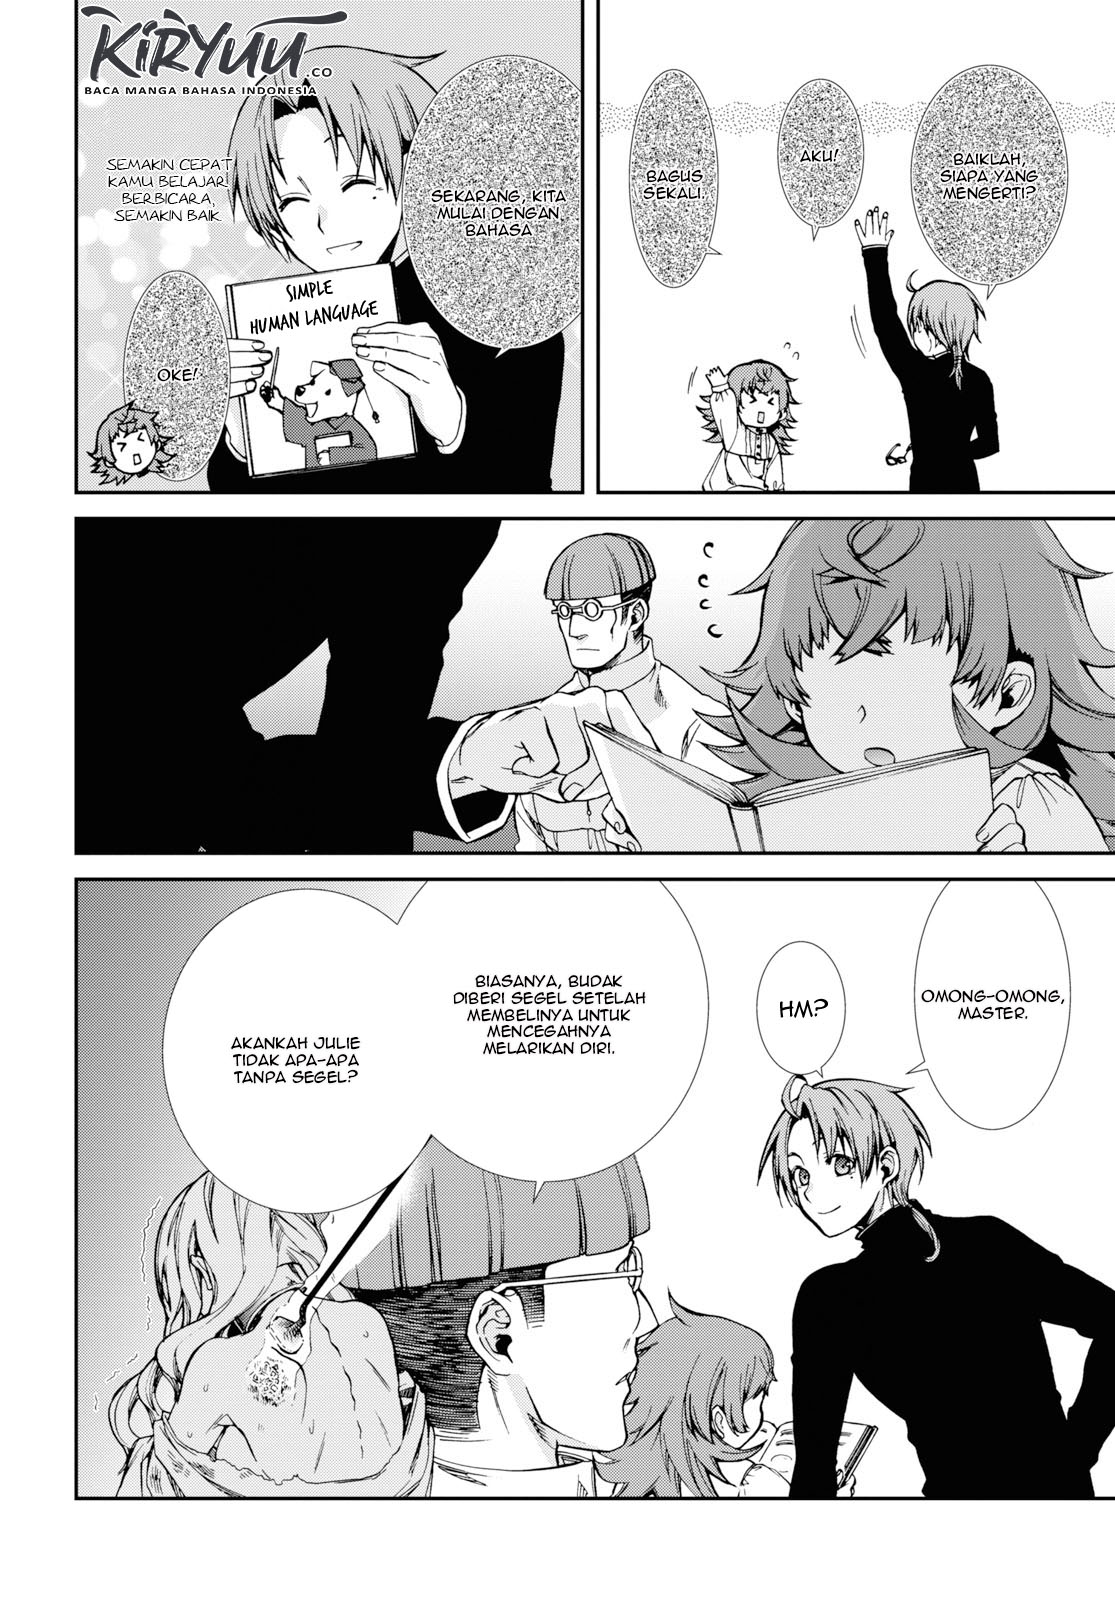 KIRYUU.CO
BACA MANGA BAHASA INDONESIA
BAIKLAH,
SIAPA YANG
MENGERTI?
AKU!
BAGUS
SEKALI.
SEKARANG, KITA
MULAI DENGAN
BAHASA
SEMAKIN CEPAT
KAMU BELAJAR
BERBICARA,
SEMAKIN BAIK.
SIMPLE
HUMAN LANGUAGE
OKE!
OMONG-OMONG,
MASTER.
HM?
BIASANYA, BUDAK
DIBERI SEGEL SETELAH
MEMBELINYA UNTUK
MENCEGAHNYA
MELARIKAN DIRI.
AKANKAH JULIE
TIDAK APA-APA
TANPA SEGEL?